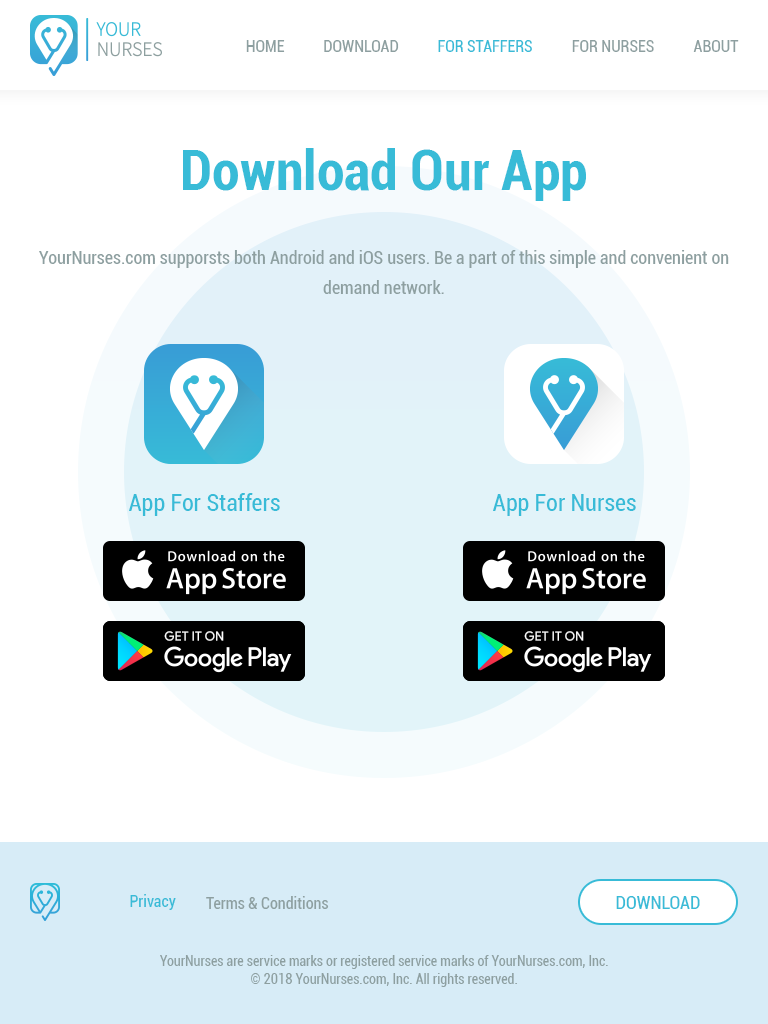 YOUR
NURSES
HOME
DOWNLOAD
FOR STAFFERS
FOR NURSES
ABOUT
Download Our App
YourNurses.com supporsts both Android and iOS users. Be a part of this simple and convenient on
demand network.
App For Staffers
Download on the
App Store
GET IT ON
Google Play
App For Nurses
Download on the
App Store
GET IT ON
Google Play
Privacy
Terms & Conditions
DOWNLOAD
YourNurses are service marks or registered service marks of YourNurses.com, Inc.
© 2018 YourNurses.com, Inc. All rights reserved.